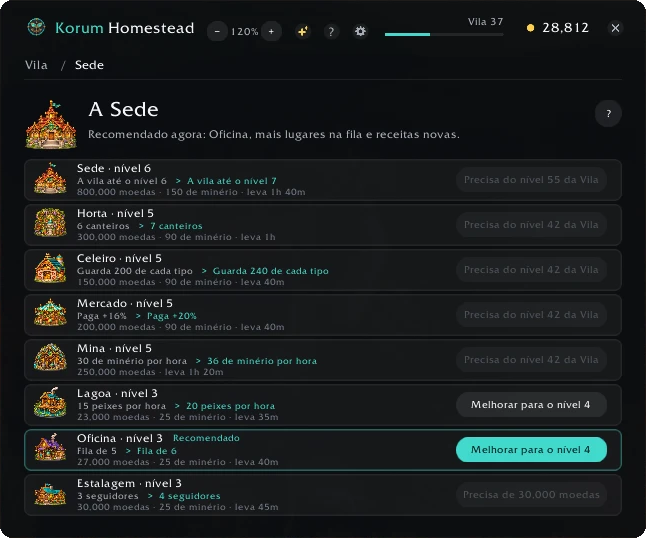 Korum Homestead
− 120% + ? Vila 37 28,812 ×
Vila / Sede
A Sede
Recomendado agora: Oficina, mais lugares na fila e receitas novas.
?
Sede · nível 6
A vila até o nível 6 > A vila até o nível 7
800,000 moedas · 150 de minério · leva 1h 40m
Precisa do nível 55 da Vila
Horta · nível 5
6 canteiros > 7 canteiros
300,000 moedas · 90 de minério · leva 1h
Precisa do nível 42 da Vila
Celeiro · nível 5
Guarda 200 de cada tipo > Guarda 240 de cada tipo
150,000 moedas · 90 de minério · leva 40m
Precisa do nível 42 da Vila
Mercado · nível 5
Paga +16% > Paga +20%
200,000 moedas · 90 de minério · leva 40m
Precisa do nível 42 da Vila
Mina · nível 5
30 de minério por hora > 36 de minério por hora
250,000 moedas · leva 1h 20m
Precisa do nível 42 da Vila
Lagoa · nível 3
15 peixes por hora > 20 peixes por hora
23,000 moedas · 25 de minério · leva 35m
Melhorar para o nível 4
Oficina · nível 3 Recomendado
Fila de 5 > Fila de 6
27,000 moedas · 25 de minério · leva 40m
Melhorar para o nível 4
Estalagem · nível 3
3 seguidores > 4 seguidores
30,000 moedas · 25 de minério · leva 45m
Precisa de 30,000 moedas